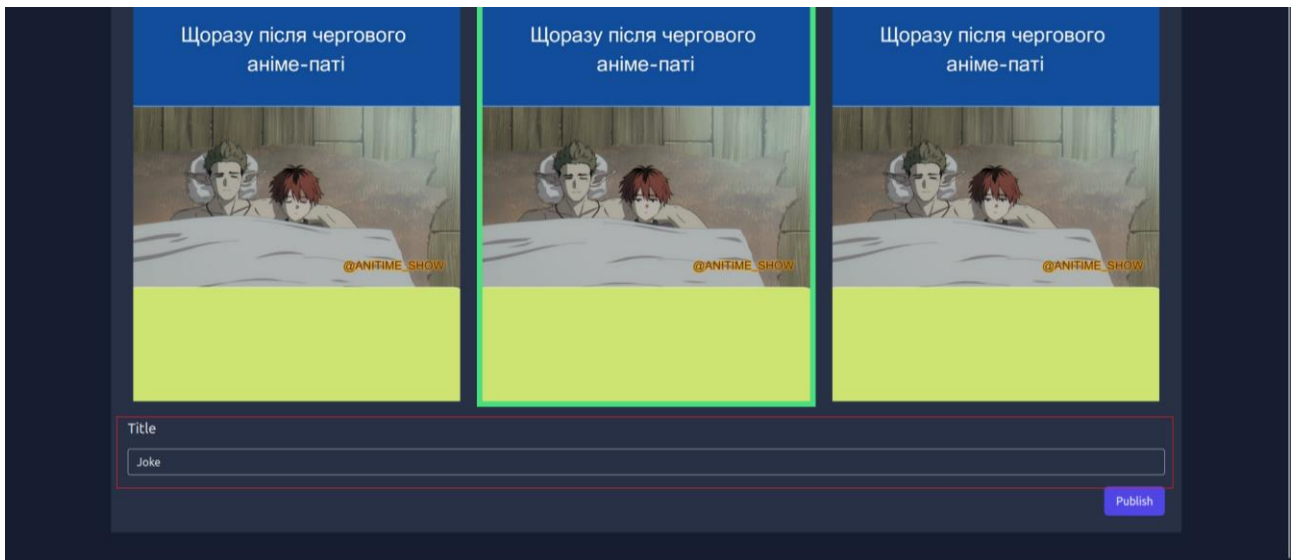 Щоразу після чергового
аніме-паті
@ANITIME_SHOW
Щоразу після чергового
аніме-паті
@ANITIME_SHOW
Щоразу після чергового
аніме-паті
@ANITIME_SHOW
Title
Joke
Publish